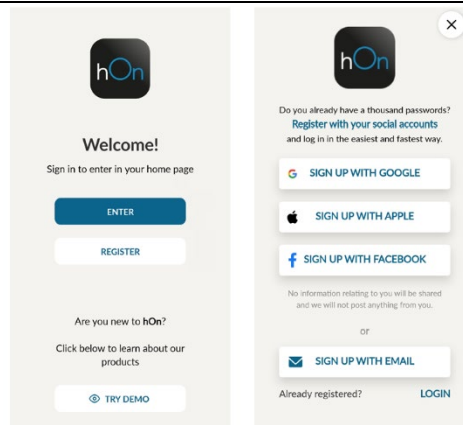 hOn
Welcome!
Sign in to enter in your home page
ENTER
REGISTER
Are you new to hOn?
Click below to learn about our
products
TRY DEMO
hOn
Do you already have a thousand passwords?
Register with your social accounts
and log in in the easiest and fastest way.
SIGN UP WITH GOOGLE
SIGN UP WITH APPLE
SIGN UP WITH FACEBOOK
No information relating to you will be shared
and we will not post anything from you.
or
SIGN UP WITH EMAIL
Already registered? LOGIN